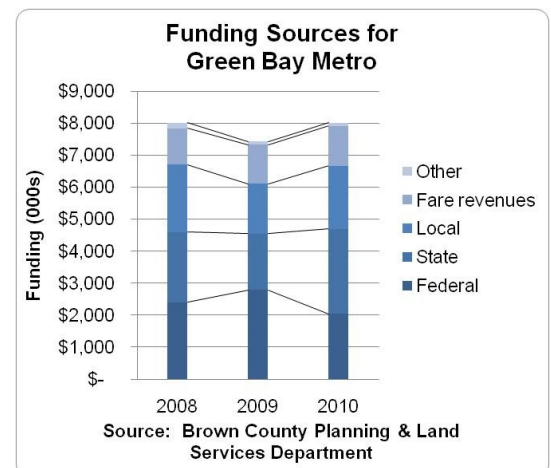 Funding Sources for
Green Bay Metro
Funding (000s)
$9,000
$8,000
$7,000
$6,000
$5,000
$4,000
$3,000
$2,000
$1,000
$-
2008 2009 2010
Other
Fare revenues
Local
State
Federal
Source: Brown County Planning & Land
Services Department